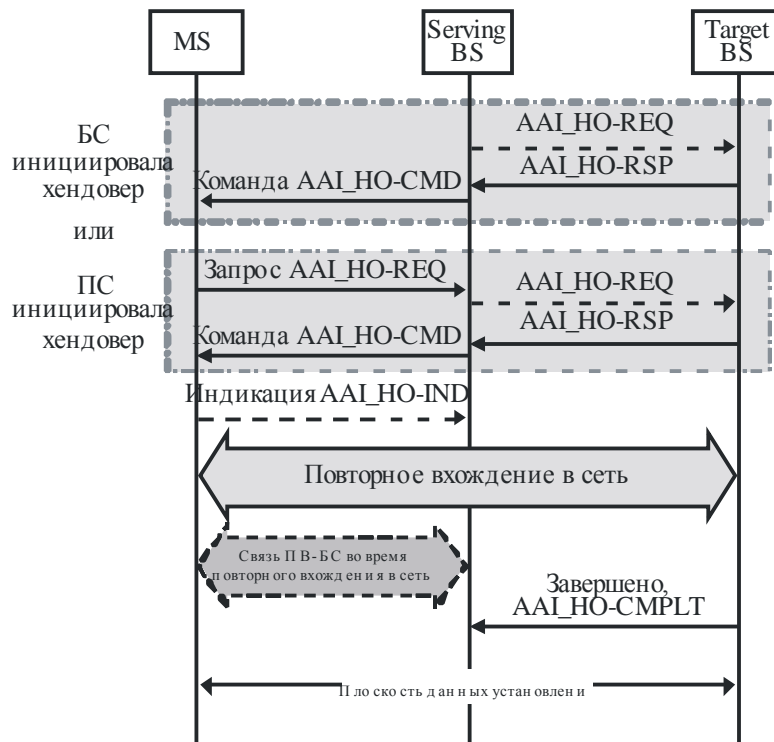 MS
Serving
BS
Target
BS
БС
инициировала
хендовер
AAI_HO-REQ
AAI_HO-RSP
Команда AAI_HO-CMD
или
ПС
инициировала
хендовер
Запрос AAI_HO-REQ
AAI_HO-REQ
AAI_HO-RSP
Команда AAI_HO-CMD
Индикация AAI_HO-IND
Повторное вхождение в сеть
Связь ПВ-БС во время
повторного вхождения в сеть
Завершено,
AAI_HO-CMPLT
Плоскость данных установлени